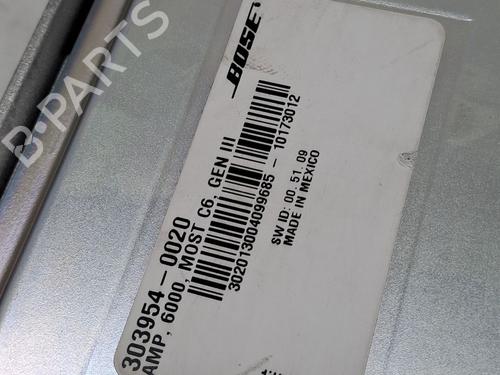 BOSE
303954-0020
AMP, 6000, MOST C6, GEN III
302013004099685 - 10173012
SW ID: 00. 51. 09
MADE IN MEXICO
B-PARTS